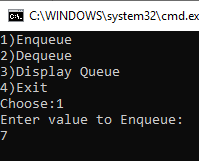 C:\WINDOWS\system32\cmd.ex
1)Enqueue
2)Dequeue
3)Display Queue
4)Exit
Choose:1
Enter value to Enqueue:
7